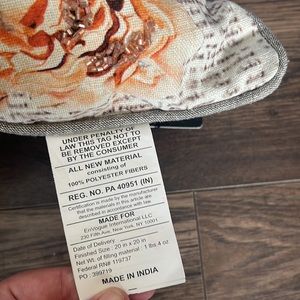 UNDER PENALTY OF
LAW THIS TAG NOT TO
BE REMOVED EXCEPT
BY THE CONSUMER
ALL NEW MATERIAL
consisting of
100% POLYESTER FIBERS
REG. NO. PA 40951 (IN)
Certification is made by the manufacturer
that the materials in this article are
described in accordance with law.
MADE FOR
EnVogue International LLC
230 Fifth Ave. New York, NY. 10001
Date of Delivery
Finished Size : 20 in x 20 in
Net wt. of filling material : 1 lbs.4 oz
Federal RN# 119737
PO : 399719
MADE IN INDIA